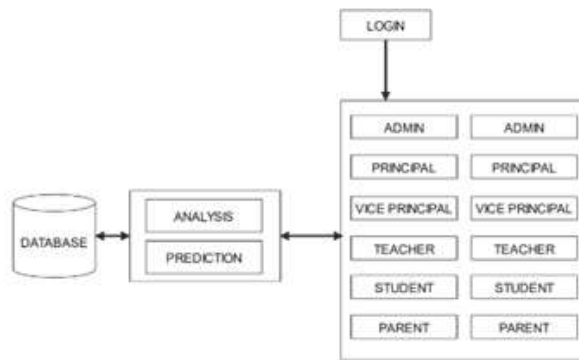 LOGIN
ADMIN ADMIN
PRINCIPAL PRINCIPAL
VICE PRINCIPAL VICE PRINCIPAL
ANALYSIS
DATABASE
PREDICTION
TEACHER TEACHER
STUDENT STUDENT
PARENT PARENT